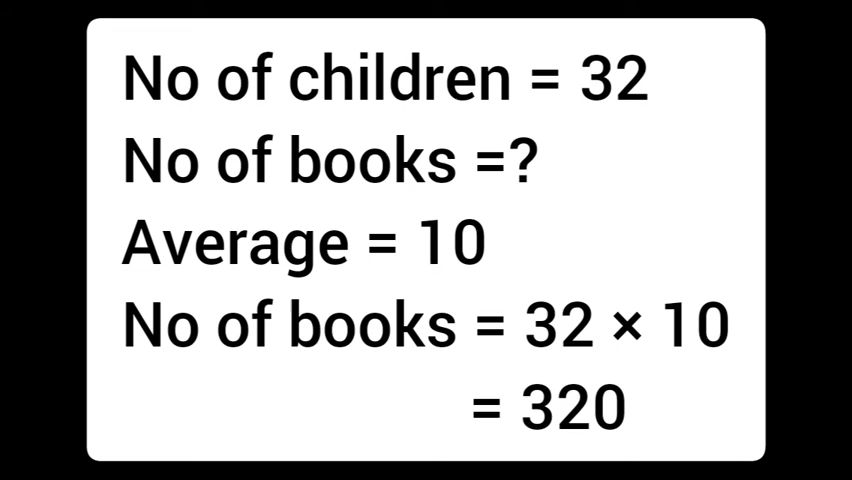 No of children = 32
No of books =?
Average = 10
No of books = 32 × 10
= 320